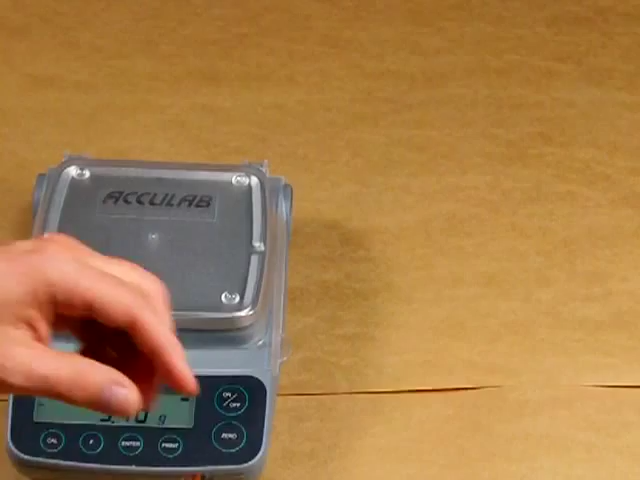 ACCULAB
ON/OFF
g
CAL
F
ENTER
PRINT
ZERO